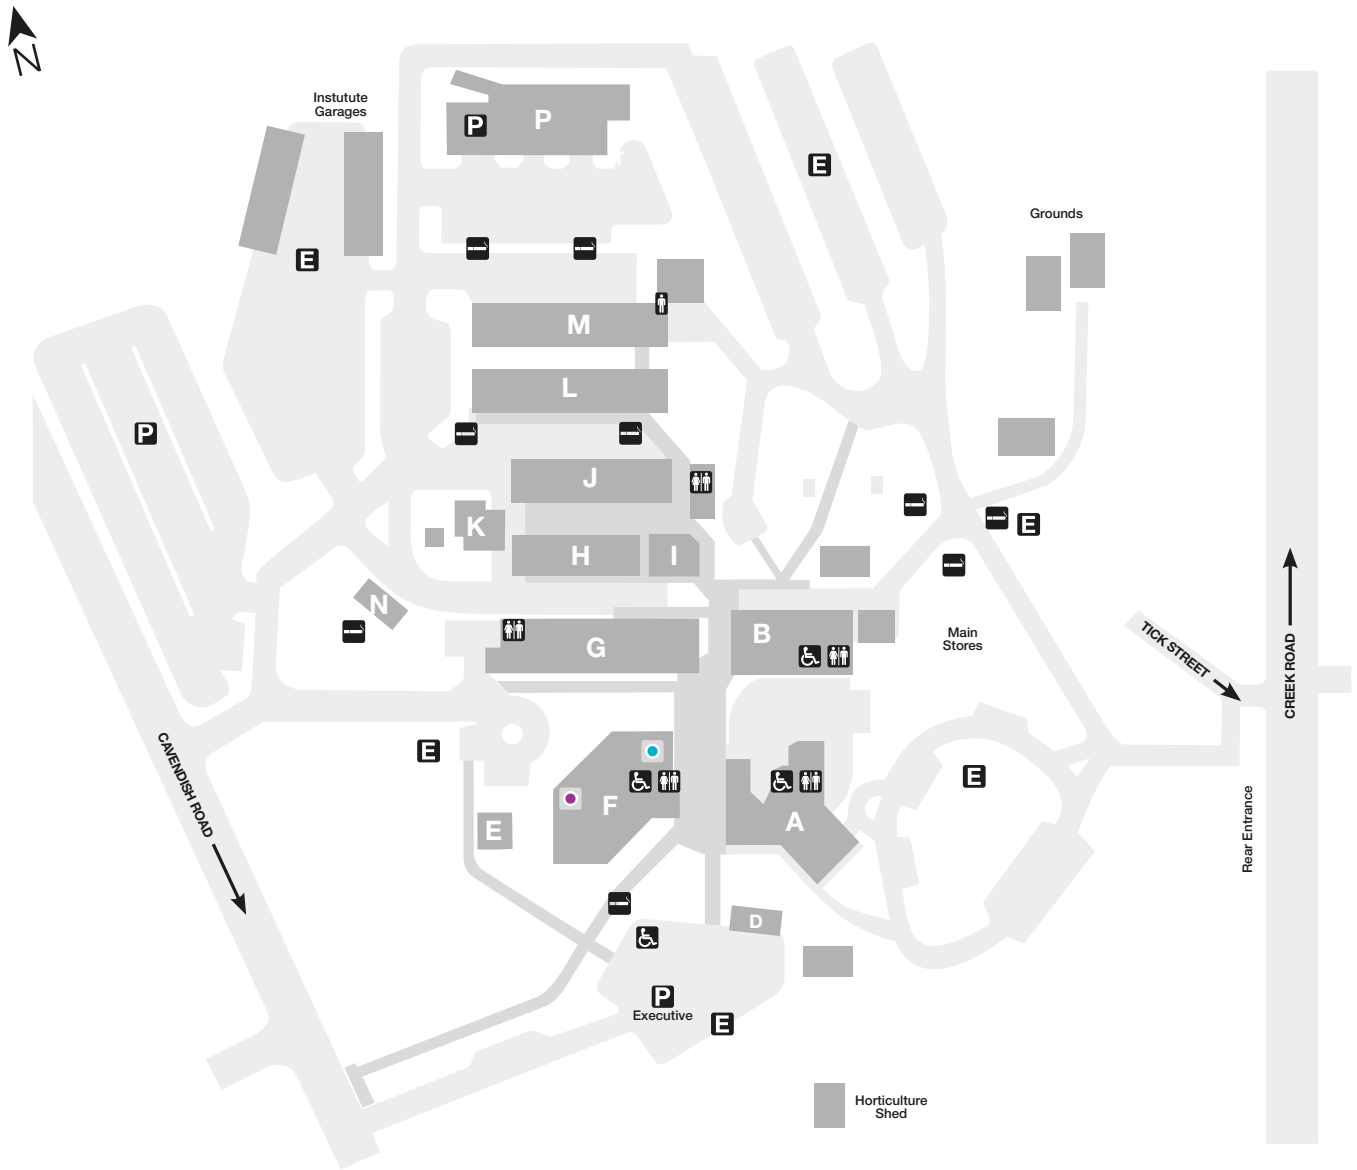 N
Instutute
Garages
P
P
E
E
Grounds
M
L
P
J
K
E
H
I
N
G
B
Main
Stores
TICK STREET
CREEK ROAD
CAVENDISH ROAD
E
F
E
A
E
Rear Entrance
D
P
Executive
E
Horticulture
Shed